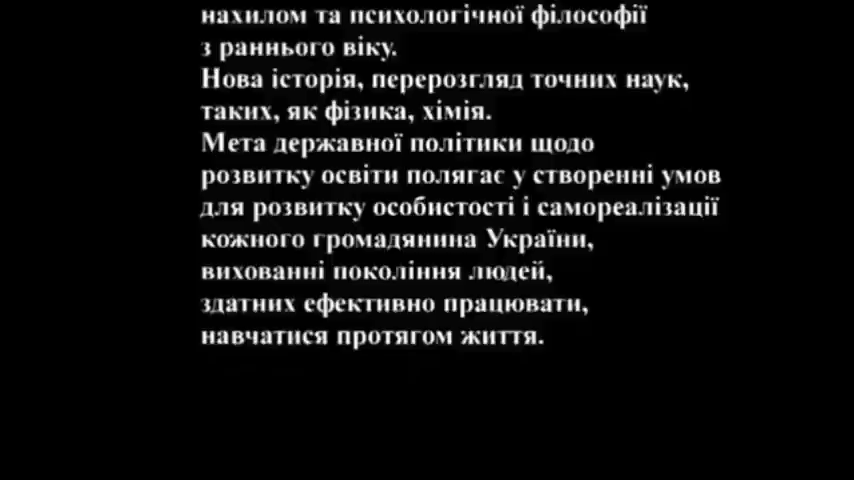 нахилом та психологічної філософії
з раннього віку.
Нова історія, перерозгляд точних наук,
таких, як фізика, хімія.
Мета державної політики щодо
розвитку освіти полягає у створенні умов
для розвитку особистості і самореалізації
кожного громадянина України,
вихованні покоління людей,
здатних ефективно працювати,
навчатися протягом життя.